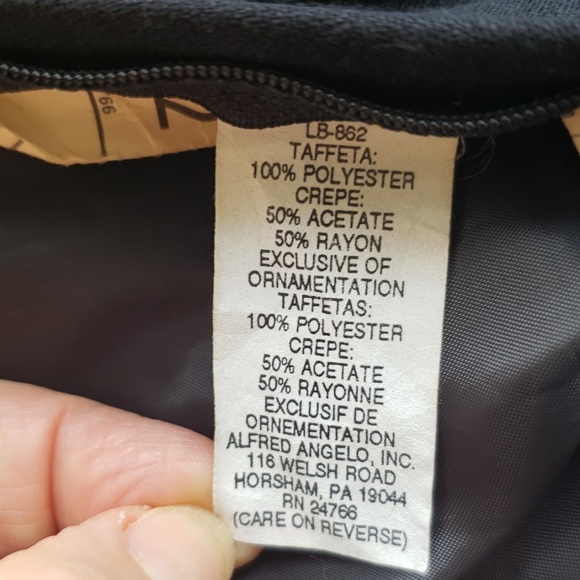 LB-862
TAFFETA:
100% POLYESTER
CREPE:
50% ACETATE
50% RAYON
EXCLUSIVE OF
ORNAMENTATION
TAFFETAS:
100% POLYESTER
CREPE:
50% ACETATE
50% RAYONNE
EXCLUSIF DE
ORNEMENTATION
ALFRED ANGELO, INC.
116 WELSH ROAD
HORSHAM, PA 19044
RN 24766
(CARE ON REVERSE)